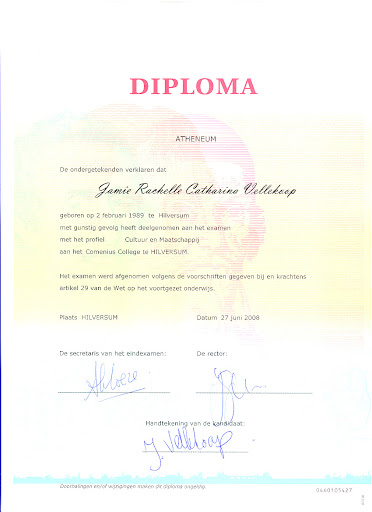 DIPLOMA
ATHENEUM
De ondergetekenden verklaren dat
Jamie Rachelle Catharina Vellekoop
geboren op 2 februari 1989 te Hilversum
met gunstig gevolg heeft deelgenomen aan het examen
met het profiel Cultuur en Maatschappij
aan het Comenius College te HILVERSUM.
Het examen werd afgenomen volgens de voorschriften gegeven bij en krachtens
artikel 29 van de Wet op het voortgezet onderwijs.
Plaats HILVERSUM Datum 27 juni 2008
De secretaris van het eindexamen: De rector:
Handtekening van de kandidaat:
J. Vellekoop
Doorhalingen en/of wijzigingen maken dit diploma ongeldig.
0460103427